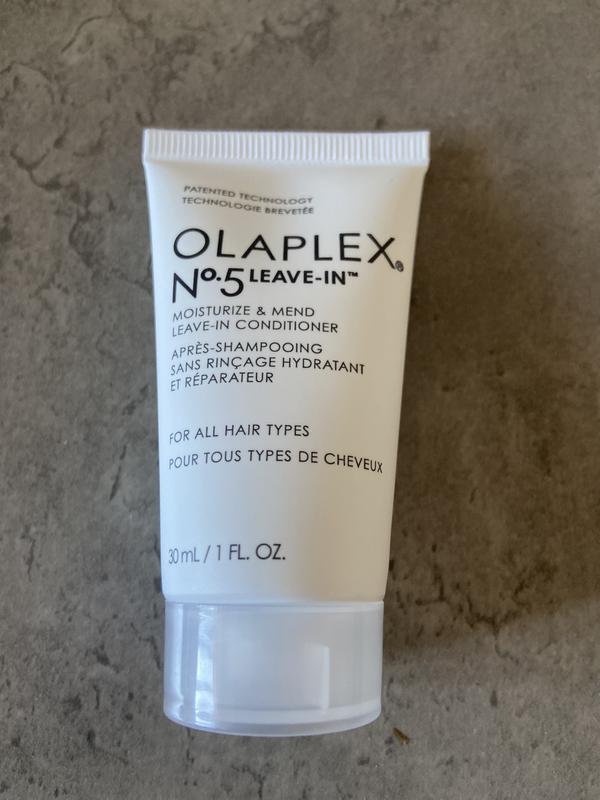 PATENTED TECHNOLOGY
TECHNOLOGIE BREVETÉE
OLAPLEX®
Nº.5 LEAVE-IN™
MOISTURIZE & MEND
LEAVE-IN CONDITIONER
APRÈS-SHAMPOOING
SANS RINÇAGE HYDRATANT
ET RÉPARATEUR
FOR ALL HAIR TYPES
POUR TOUS TYPES DE CHEVEUX
30 mL / 1 FL. OZ.